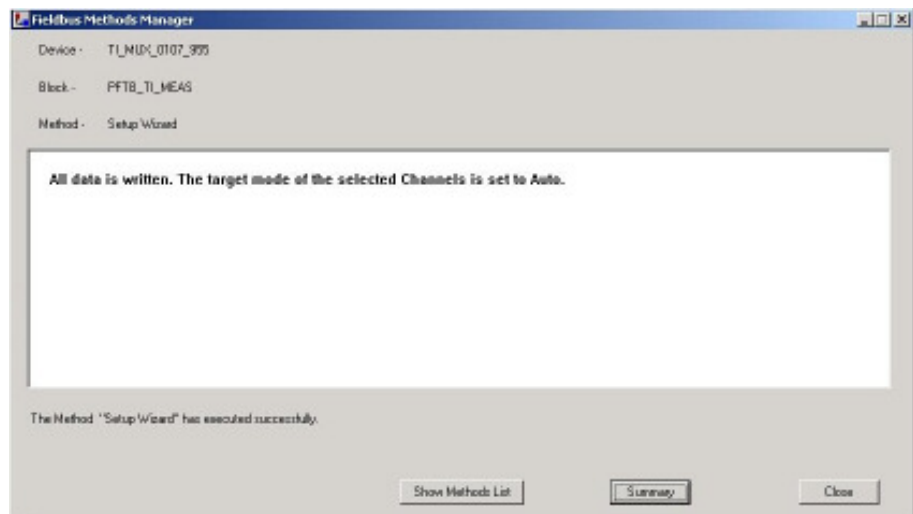 Fieldbus Methods Manager
Device - TI_MUX_0107_955
Block - PFTB_TI_MEAS
Method - Setup Wizard
All data is written. The target mode of the selected Channels is set to Auto.
The Method "Setup Wizard" has executed successfully.
Show Methods List
Summary
Close